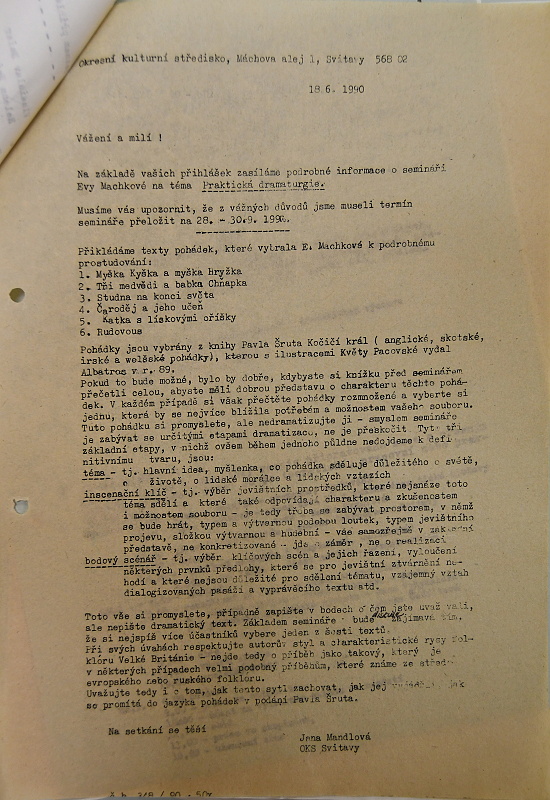 Okresní kulturní středisko, Máchova alej 1, Svitavy 568 02
18.6. 1990
Vážení a milí !
Na základě vašich přihlášek zasíláme podrobné informace o semináři
Evy Machkové na téma Praktická dramaturgie.
Musíme vás upozornit, že z vážných důvodů jsme museli termín
semináře přeložit na 28. - 30.9. 1990.
Přikládáme texty pohádek, které vybrala E. Machková k podrobnému
prostudování:
1. Myška Kyška a myška Hryžka
2. Tři medvědi a babka Chňapka
3. Studna na konci světa
4. Čaroděj a jeho učeň
5. Katka s lískovými oříšky
6. Rudovous
Pohádky jsou vybrány z knihy Pavla Šruta Kočičí král ( anglické, skotské,
irské a welšské pohádky), kterou s ilustracemi Květy Pacovské vydal
Albatros v r. 89.
Pokud to bude možné, bylo by dobře, kdybyste si knížku před seminářem
přečetli celou, abyste měli dobrou představu o charakteru těchto pohá-
dek. V každém případě si však přečtěte pohádky rozmnožené a vyberte si
jednu, která by se nejvíce blížila potřebám a možnostem vašeho souboru.
Tuto pohádku si promyslete, ale nedramatizujte ji - smyslem semináře
je zabývat se určitými etapami dramatizace, ne je přeskočit. Tyto tři
základní etapy, v nichž ovšem během jednoho půldne nedojdeme k defi-
nitivnímu tvaru, jsou:
téma - tj. hlavní idea, myšlenka, co pohádka sděluje důležitého o světě,
o životě, o lidské morálce a lidských vztazích
inscenační klíč - tj. výběr jevištních prostředků, které nejsnáze toto
téma sdělí a které také odpovídají charakteru a zkušenostem
i možnostem souboru - je tedy třeba se zabývat prostorem, v němž
se bude hrát, typem a výtvarnou podobou loutek, typem jevištního
projevu, složkou výtvarnou a hudební - vše samozřejmě v základní
představě, ne konkretizované - jde o záměr , ne o realizaci
bodový scénář - tj. výběr klíčových scén a jejich řazení, vyloučení
některých prvků předlohy, které se pro jevištní ztvárnění ne-
hodí a které nejsou důležité pro sdělení tématu, vzájemný vztah
dialogizovaných pasáží a vyprávěcího textu atd.
Toto vše si promyslete, případně zapište v bodech o čem jste uvažovali,
ale nepište dramatický text. Základem semináře bude
že si nejspíš více účastníků vybere jeden z šesti textů.
Při svých úvahách respektujte autorův styl a charakteristické rysy fol-
klóru Velké Británie - nejde tedy o příběh jako takový, který je
v některých případech velmi podobný příběhům, které známe ze středo-
evropského nebo ruského folkloru.
Uvažujte tedy i o tom, jak tento styl zachovat, jak jej jak
se promítá do jazyka pohádek v podání Pavla Šruta.
Na setkání se těší
Jana Mandlová
OKS Svitavy